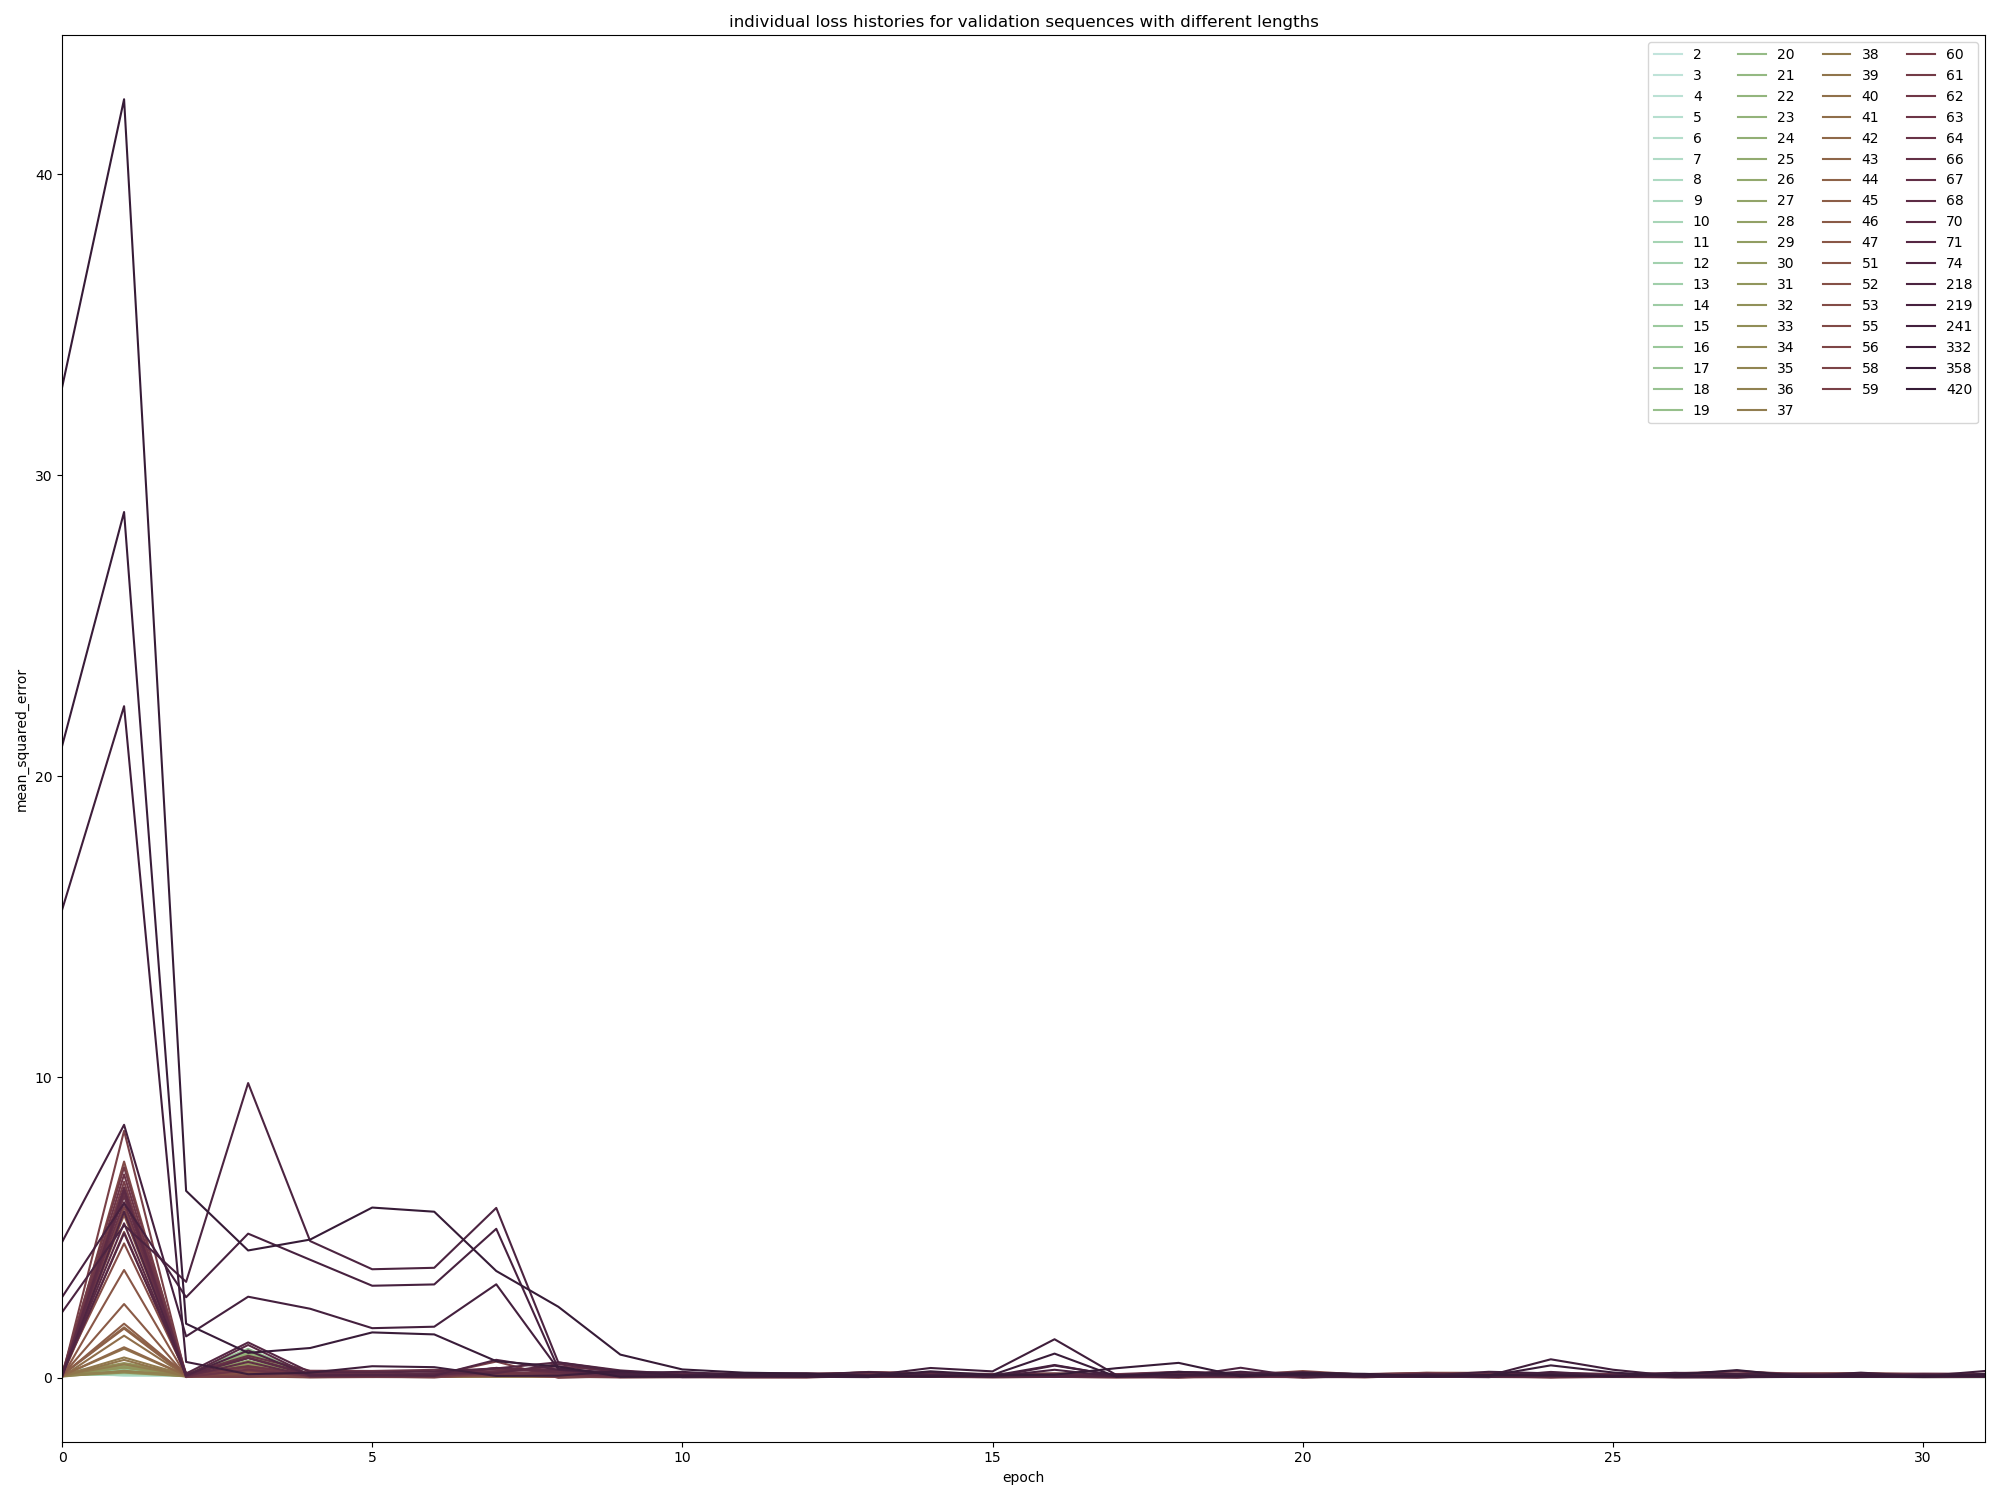 individual loss histories for validation sequences with different lengths
mean_squared_error
40
30
20
10
0
0 5 10 15 20 25 30
epoch
2 20 38 60
3 21 39 61
4 22 40 62
5 23 41 63
6 24 42 64
7 25 43 66
8 26 44 67
9 27 45 68
10 28 46 70
11 29 47 71
12 30 51 74
13 31 52 218
14 32 53 219
15 33 55 241
16 34 56 332
17 35 58 358
18 36 59 420
19 37